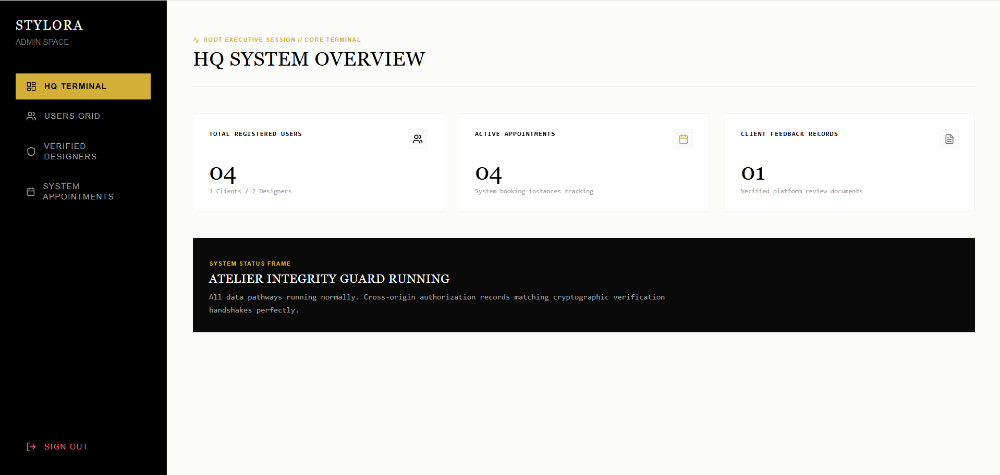 STYLORA
ADMIN SPACE
HQ TERMINAL
USERS GRID
VERIFIED
DESIGNERS
SYSTEM
APPOINTMENTS
SIGN OUT
ROOT EXECUTIVE SESSION // CORE TERMINAL
HQ SYSTEM OVERVIEW
TOTAL REGISTERED USERS
04
1 Clients / 2 Designers
ACTIVE APPOINTMENTS
04
System booking instances tracking
CLIENT FEEDBACK RECORDS
01
Verified platform review documents
SYSTEM STATUS FRAME
ATELIER INTEGRITY GUARD RUNNING
All data pathways running normally. Cross-origin authorization records matching cryptographic verification
handshakes perfectly.